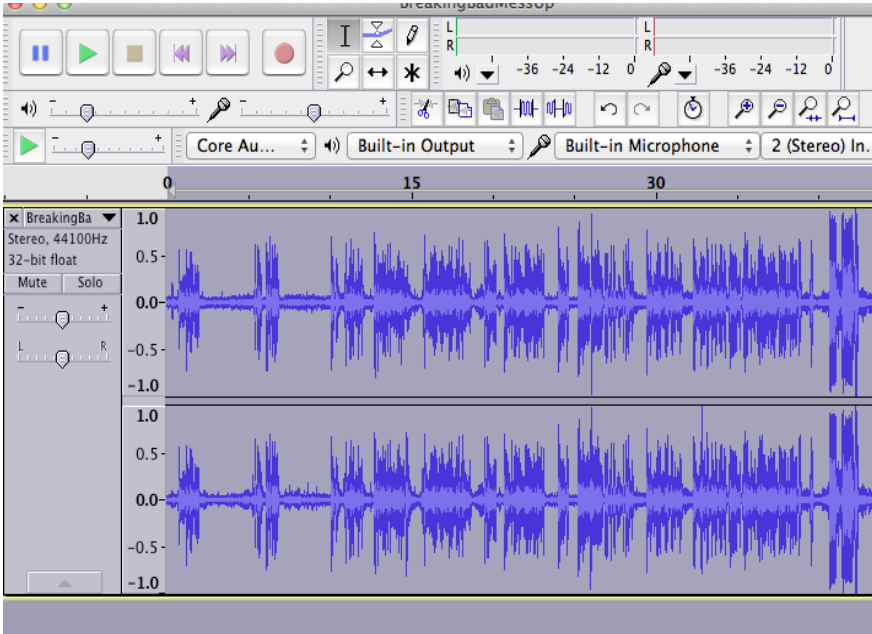 BreakingBadMessUp
L
R
-36 -24 -12 0
L
R
-36 -24 -12 0
- +
- +
- +
Core Au...
Built-in Output
Built-in Microphone
2 (Stereo) In.
0 15 30
BreakingBa
Stereo, 44100Hz
32-bit float
Mute Solo
- +
L R
1.0
0.5
0.0
-0.5
-1.0
1.0
0.5
0.0
-0.5
-1.0